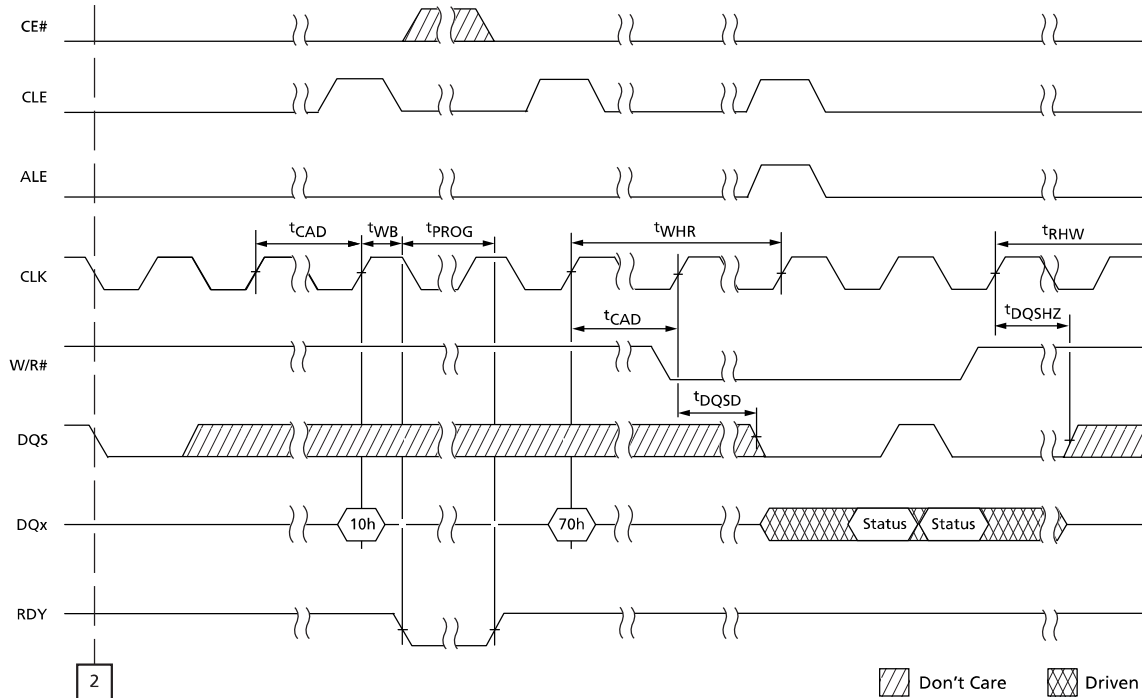 CE#
CLE
ALE
tCAD tWB tPROG tWHR tRHW
CLK
tCAD tDQSHZ
W/R#
tDQSD
DQS
DQx 10h 70h Status Status
RDY
2 Don't Care Driven